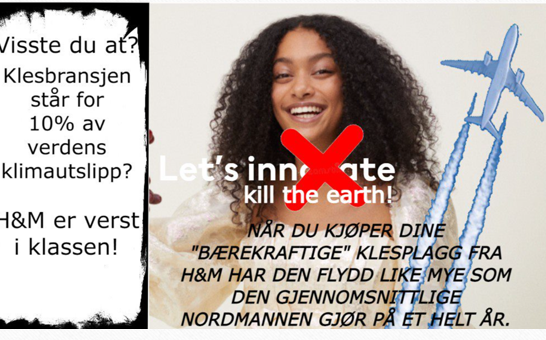 Visste du at?
Klesbransjen
står for
10% av
verdens
klimautslipp?
H&M er verst
i klassen!
Let's inn ate
kill the earth!
NÅR DU KJØPER DINE
"BÆREKRAFTIGE" KLESPLAGG FRA
H&M HAR DEN FLYDD LIKE MYE SOM
DEN GJENNOMSNITTLIGE
NORDMANNEN GJØR PÅ ET HELT ÅR.